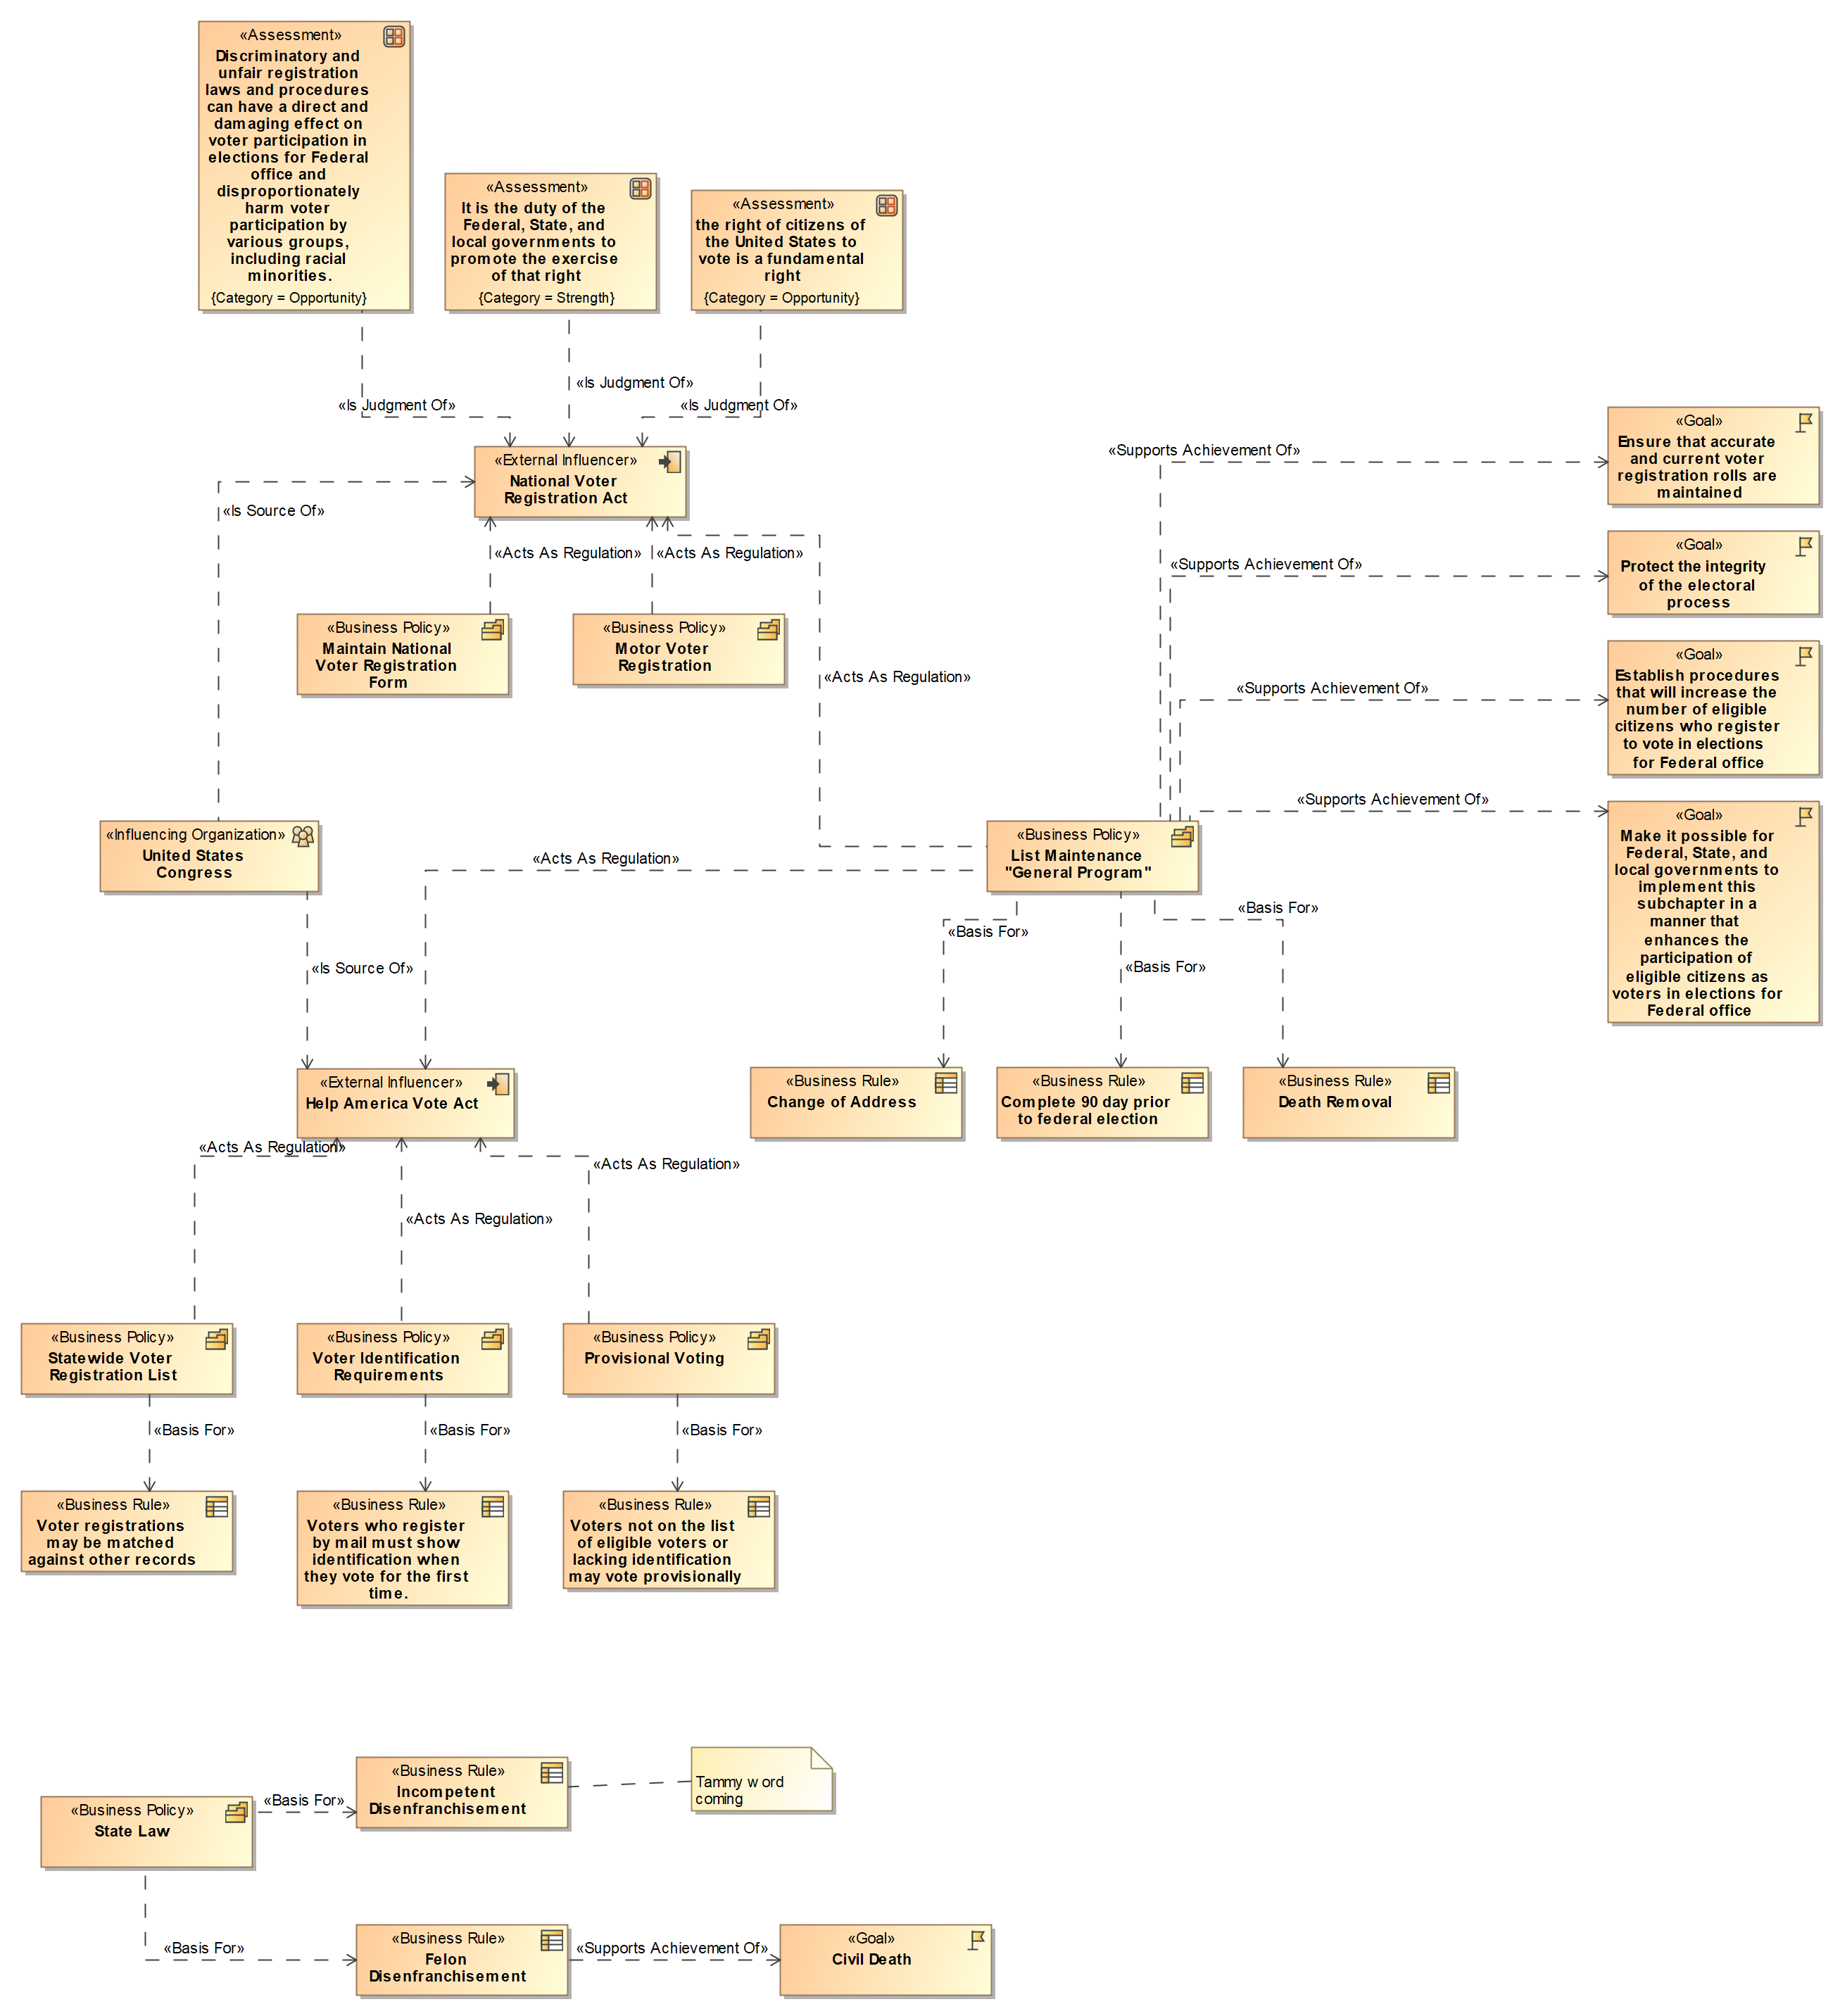 «Assessment»
Discriminatory and
unfair registration
laws and procedures
can have a direct and
damaging effect on
voter participation in
elections for Federal
office and
disproportionately
harm voter
participation by
various groups,
including racial
minorities.
{Category = Opportunity}
«Assessment»
It is the duty of the
Federal, State, and
local governments to
promote the exercise
of that right
{Category = Strength}
«Assessment»
the right of citizens of
the United States to
vote is a fundamental
right
{Category = Opportunity}
«Is Judgment Of»
«Is Judgment Of»
«Is Judgment Of»
«External Influencer»
National Voter
Registration Act
«Is Source Of»
«Acts As Regulation»
«Acts As Regulation»
«Business Policy»
Maintain National
Voter Registration
Form
«Business Policy»
Motor Voter
Registration
«Acts As Regulation»
«Supports Achievement Of»
«Goal»
Ensure that accurate
and current voter
registration rolls are
maintained
«Supports Achievement Of»
«Goal»
Protect the integrity
of the electoral
process
«Supports Achievement Of»
«Goal»
Establish procedures
that will increase the
number of eligible
citizens who register
to vote in elections
for Federal office
«Supports Achievement Of»
«Goal»
Make it possible for
Federal, State, and
local governments to
implement this
subchapter in a
manner that
enhances the
participation of
eligible citizens as
voters in elections for
Federal office
«Influencing Organization»
United States
Congress
«Acts As Regulation»
«Business Policy»
List Maintenance
"General Program"
«Is Source Of»
«Basis For»
«Basis For»
«Basis For»
«External Influencer»
Help America Vote Act
«Business Rule»
Change of Address
«Business Rule»
Complete 90 day prior
to federal election
«Business Rule»
Death Removal
«Acts As Regulation»
«Acts As Regulation»
«Acts As Regulation»
«Business Policy»
Statewide Voter
Registration List
«Business Policy»
Voter Identification
Requirements
«Business Policy»
Provisional Voting
«Basis For»
«Basis For»
«Basis For»
«Business Rule»
Voter registrations
may be matched
against other records
«Business Rule»
Voters who register
by mail must show
identification when
they vote for the first
time.
«Business Rule»
Voters not on the list
of eligible voters or
lacking identification
may vote provisionally
«Business Policy»
State Law
«Basis For»
«Business Rule»
Incompetent
Disenfranchisement
Tammy word
coming
«Basis For»
«Business Rule»
Felon
Disenfranchisement
«Supports Achievement Of»
«Goal»
Civil Death